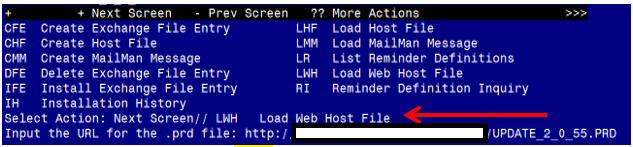 + + Next Screen - Prev Screen ?? More Actions >>>
CFE Create Exchange File Entry LHF Load Host File
CHF Create Host File LMM Load MailMan Message
CMM Create MailMan Message LR List Reminder Definitions
DFE Delete Exchange File Entry LWH Load Web Host File
IFE Install Exchange File Entry RI Reminder Definition Inquiry
IH Installation History
Select Action: Next Screen// LWH Load Web Host File
Input the URL for the .prd file: http:/ /UPDATE_2_0_55.PRD